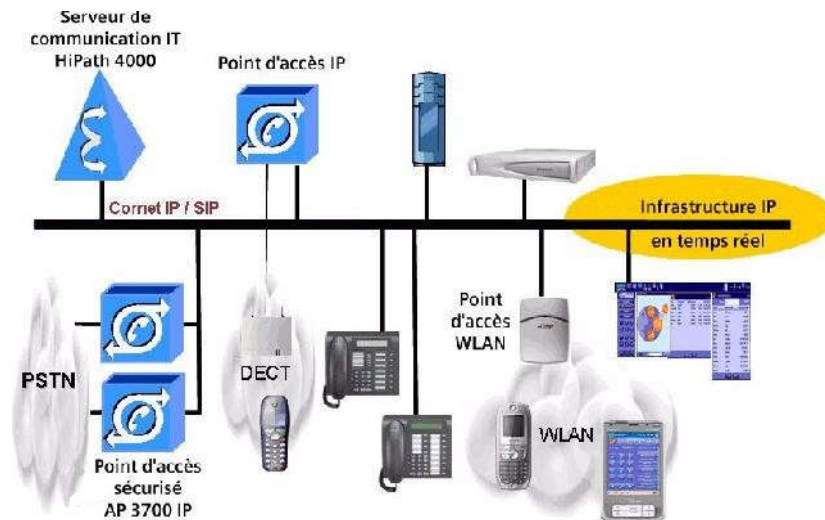 Serveur de
communication IT
HiPath 4000
Point d'accès IP
Cornet IP / SIP
Infrastructure IP
en temps réel
PSTN
DECT
Point
d'accès
WLAN
WLAN
Point d'accès
sécurisé
AP 3700 IP